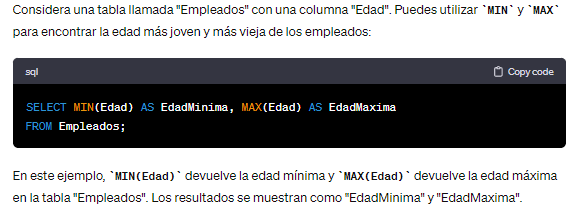 Considera una tabla llamada "Empleados" con una columna "Edad". Puedes utilizar `MIN` y `MAX`
para encontrar la edad más joven y más vieja de los empleados:
sql Copy code
SELECT MIN(Edad) AS EdadMinima, MAX(Edad) AS EdadMaxima
FROM Empleados;
En este ejemplo, `MIN(Edad)` devuelve la edad mínima y `MAX(Edad)` devuelve la edad máxima
en la tabla "Empleados". Los resultados se muestran como "EdadMinima" y "EdadMaxima".